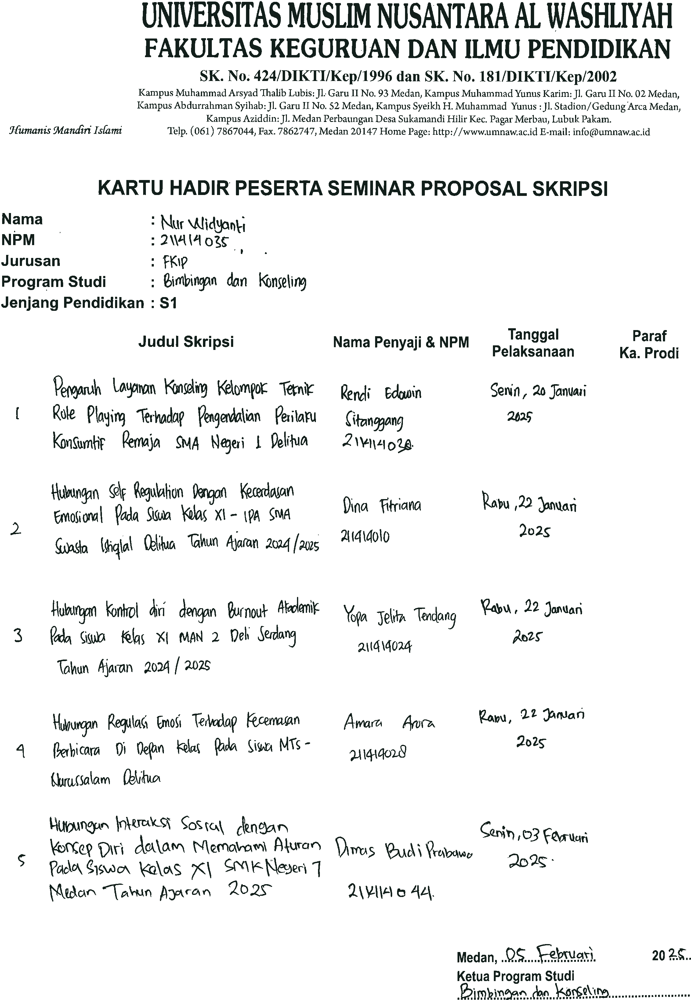 UNIVERSITAS MUSLIM NUSANTARA AL WASHLIYAH
FAKULTAS KEGURUAN DAN ILMU PENDIDIKAN
SK. No. 424/DIKTI/Kep/1996 dan SK. No. 181/DIKTI/Kep/2002
Kampus Muhammad Arsyad Thalib Lubis: Jl. Garu II No. 93 Medan, Kampus Muhammad Yunus Karim: Jl. Garu II No. 02 Medan,
Kampus Abdurrahman Syihab: Jl. Garu II No. 52 Medan, Kampus Syeikh H. Muhammad Yunus : Jl. Stadion/Gedung Arca Medan,
Kampus Aziddin: Jl. Medan Perbaungan Desa Sukamandi Hilir Kec. Pagar Merbau, Lubuk Pakam.
Humanis Mandiri Islami Telp. (061) 7867044, Fax. 7862747, Medan 20147 Home Page: http://www.umnaw.ac.id E-mail: info@umnaw.ac.id
KARTU HADIR PESERTA SEMINAR PROPOSAL SKRIPSI
Nama : Nur Widyanti
NPM : 211414035
Jurusan : FKIP
Program Studi : Bimbingan dan Konseling
Jenjang Pendidikan : S1
Judul Skripsi Nama Penyaji & NPM Tanggal Pelaksanaan Paraf Ka. Prodi
Pengaruh Layanan Konseling Kelompok Teknik Rendi Edowin Senin, 20 Januari
1 Role Playing Terhadap Pengendalian Perilaku Sitanggang 2025
Konsumtif Remaja SMA Negeri 1 Delitua
Hubungan Self Regulation Dengan Kecerdasan Dina Fitriana Rabu, 22 Januari
2 Emosional Pada Siswa Kelas XI - IPA SMA 211414010 2025
Swasta Istiqlal Delitua Tahun Ajaran 2024/2025
Hubungan Kontrol diri dengan Burnout Akademik Yopa Jelita Tendang Rabu, 22 Januari
3 Pada Siswa Kelas XI MAN 2 Deli Serdang 211414024 2025
Tahun Ajaran 2024/2025
Hubungan Regulasi Emosi Terhadap Kecemasan Amara Arora Rabu, 22 Januari
4 Berbicara Di Depan Kelas Pada Siswa MTs - 211414028 2025
Nurussalam Delitua
Hubungan Interaksi Sosial dengan Senin, 03 Februari
Konsep Diri dalam Memahami Aturan Dimas Budi Prabowo
5 Pada Siswa Kelas XI SMK Negeri 7 2025.
Medan Tahun Ajaran 2025 211414044.
Medan, 05 Februari 2025
Ketua Program Studi
Bimbingan dan Konseling